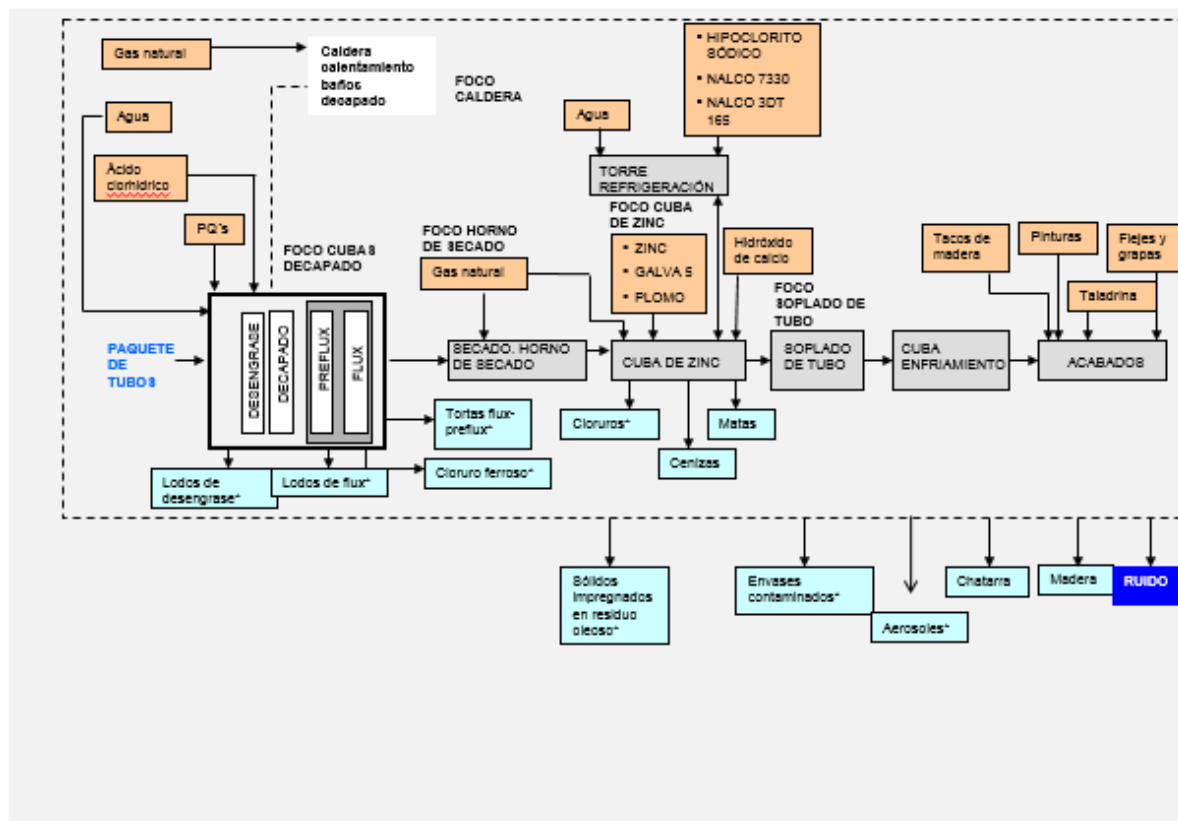 Gas natural
Caldera
calentamiento
baños
decapado
FOCO
CALDERA
▪ HIPOCLORITO
SÓDICO
▪ NALCO 7330
▪ NALCO 3DT
165
Agua
Agua
Ácido
clorhídrico
TORRE
REFRIGERACIÓN
PQ's
FOCO CUBAS
DECAPADO
FOCO HORNO
DE SECADO
FOCO CUBA
DE ZINC
Gas natural
▪ ZINC
▪ GALVA 5
▪ PLOMO
Hidróxido
de calcio
FOCO
SOPLADO DE
TUBO
Tacos de
madera
Pinturas
Flejes y
grapas
Taladrina
PAQUETE
DE
TUBOS
DESENGRASE
DECAPADO
PREFLUX
FLUX
SECADO. HORNO
DE SECADO
CUBA DE ZINC
SOPLADO
DE TUBO
CUBA
ENFRIAMIENTO
ACABADOS
Tortas flux-
preflux*
Cloruros*
Matas
Cenizas
Lodos de
desengrase*
Lodos de flux*
Cloruro ferroso*
Sólidos
impregnados
en residuo
oleoso*
Envases
contaminados*
Aerosoles*
Chatarra
Madera
RUIDO